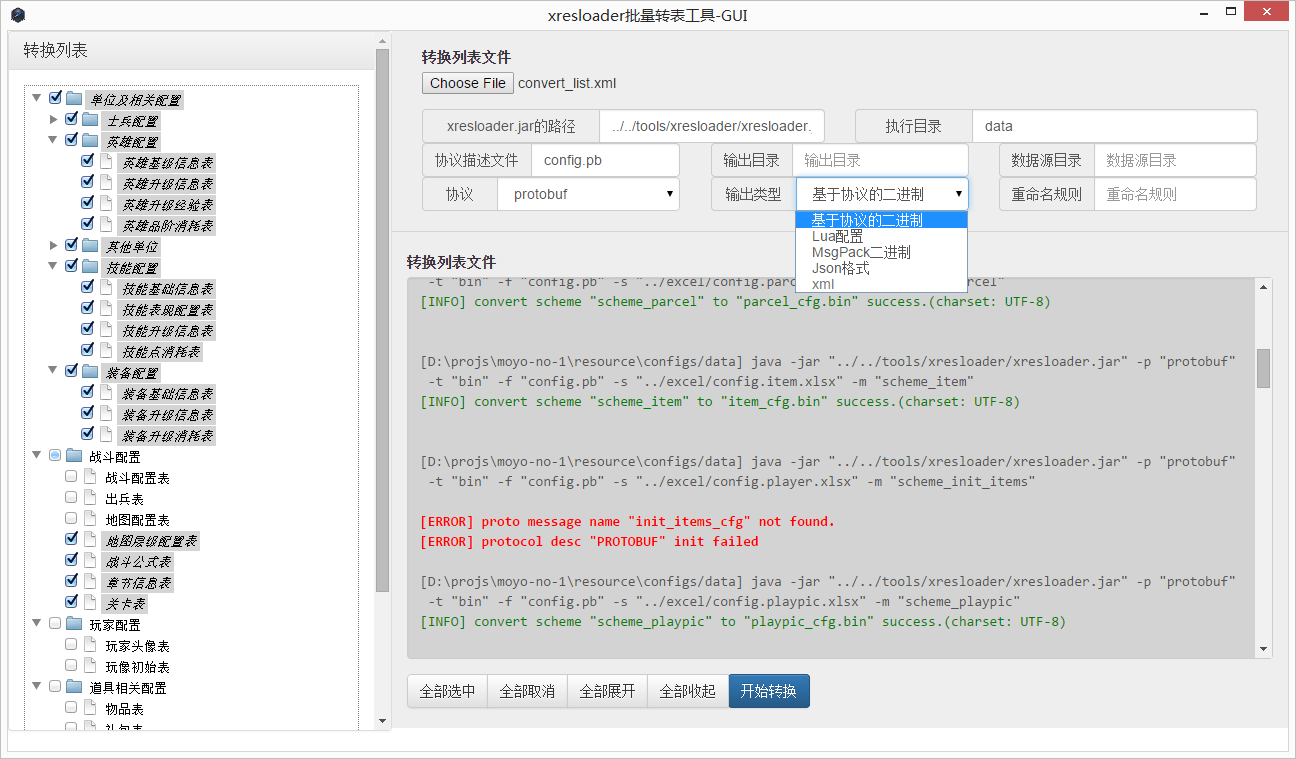 xresloader批量转表工具-GUI
转换列表
单位及相关配置
士兵配置
英雄配置
英雄基级信息表
英雄升级信息表
英雄升级经验表
英雄品阶消耗表
其他单位
技能配置
技能基础信息表
技能表现配置表
技能升级信息表
技能点消耗表
装备配置
装备基础信息表
装备升级信息表
装备升级消耗表
战斗配置
战斗配置表
出兵表
地图配置表
地图层级配置表
战斗公式表
章节信息表
关卡表
玩家配置
玩家头像表
玩像初始表
道具相关配置
物品表
礼包表
转换列表文件
Choose File convert_list.xml
xresloader.jar的路径 ../../tools/xresloader/xresloader. 执行目录 data
协议描述文件 config.pb 输出目录 输出目录 数据源目录 数据源目录
协议 protobuf 输出类型 基于协议的二进制 重命名规则 重命名规则
基于协议的二进制
Lua配置
MsgPack二进制
Json格式
xml
转换列表文件
-t "bin" -f "config.pb" -s "../excel/config.parc
cel"
[INFO] convert scheme "scheme_parcel" to "parcel_cfg.bin" success.(charset: UTF-8)
[D:\projs\moyo-no-1\resource\configs/data] java -jar "../../tools/xresloader/xresloader.jar" -p "protobuf"
-t "bin" -f "config.pb" -s "../excel/config.item.xlsx" -m "scheme_item"
[INFO] convert scheme "scheme_item" to "item_cfg.bin" success.(charset: UTF-8)
[D:\projs\moyo-no-1\resource\configs/data] java -jar "../../tools/xresloader/xresloader.jar" -p "protobuf"
-t "bin" -f "config.pb" -s "../excel/config.player.xlsx" -m "scheme_init_items"
[ERROR] proto message name "init_items_cfg" not found.
[ERROR] protocol desc "PROTOBUF" init failed
[D:\projs\moyo-no-1\resource\configs/data] java -jar "../../tools/xresloader/xresloader.jar" -p "protobuf"
-t "bin" -f "config.pb" -s "../excel/config.playpic.xlsx" -m "scheme_playpic"
[INFO] convert scheme "scheme_playpic" to "playpic_cfg.bin" success.(charset: UTF-8)
全部选中 全部取消 全部展开 全部收起 开始转换